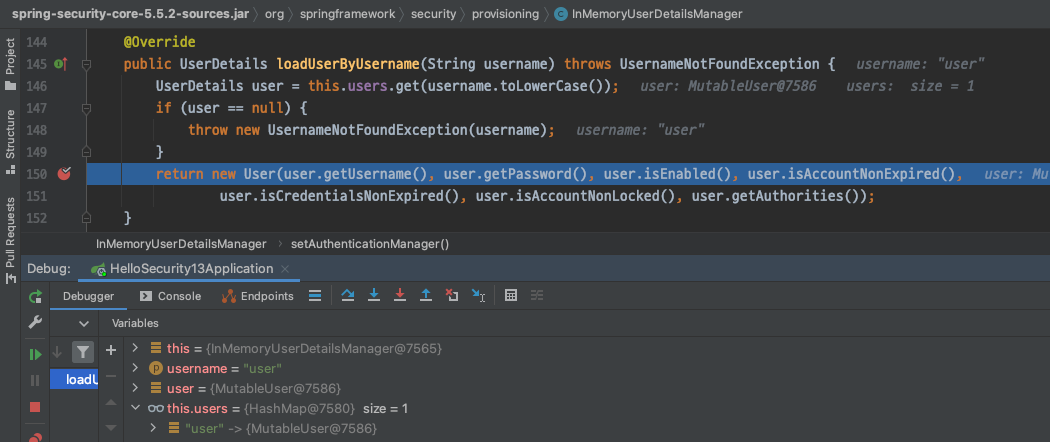 spring-security-core-5.5.2-sources.jar › org › springframework › security › provisioning › InMemoryUserDetailsManager
Project
Structure
Pull Requests
144 @Override
145 public UserDetails loadUserByUsername(String username) throws UsernameNotFoundException { username: "user"
146 UserDetails user = this.users.get(username.toLowerCase()); user: MutableUser@7586 users: size = 1
147 if (user == null) {
148 throw new UsernameNotFoundException(username); username: "user"
149 }
150 return new User(user.getUsername(), user.getPassword(), user.isEnabled(), user.isAccountNonExpired(), user: Mu
151 user.isCredentialsNonExpired(), user.isAccountNonLocked(), user.getAuthorities());
152 }
InMemoryUserDetailsManager › setAuthenticationManager()
Debug: HelloSecurity13Application ×
Debugger Console Endpoints
Variables
this = {InMemoryUserDetailsManager@7565}
p username = "user"
loadU
user = {MutableUser@7586}
this.users = {HashMap@7580} size = 1
"user" -> {MutableUser@7586}